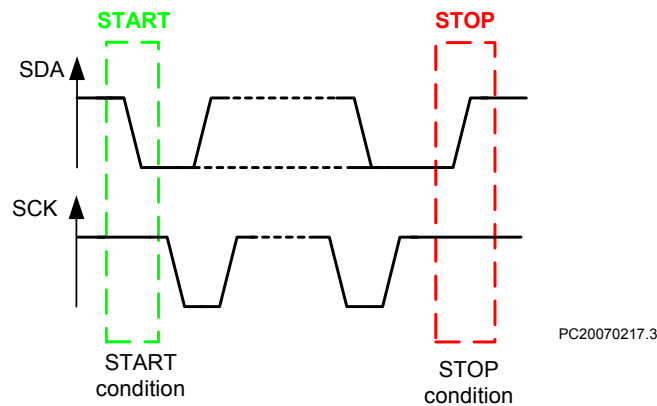 START
STOP
SDA
SCK
PC20070217.3
START
condition
STOP
condition